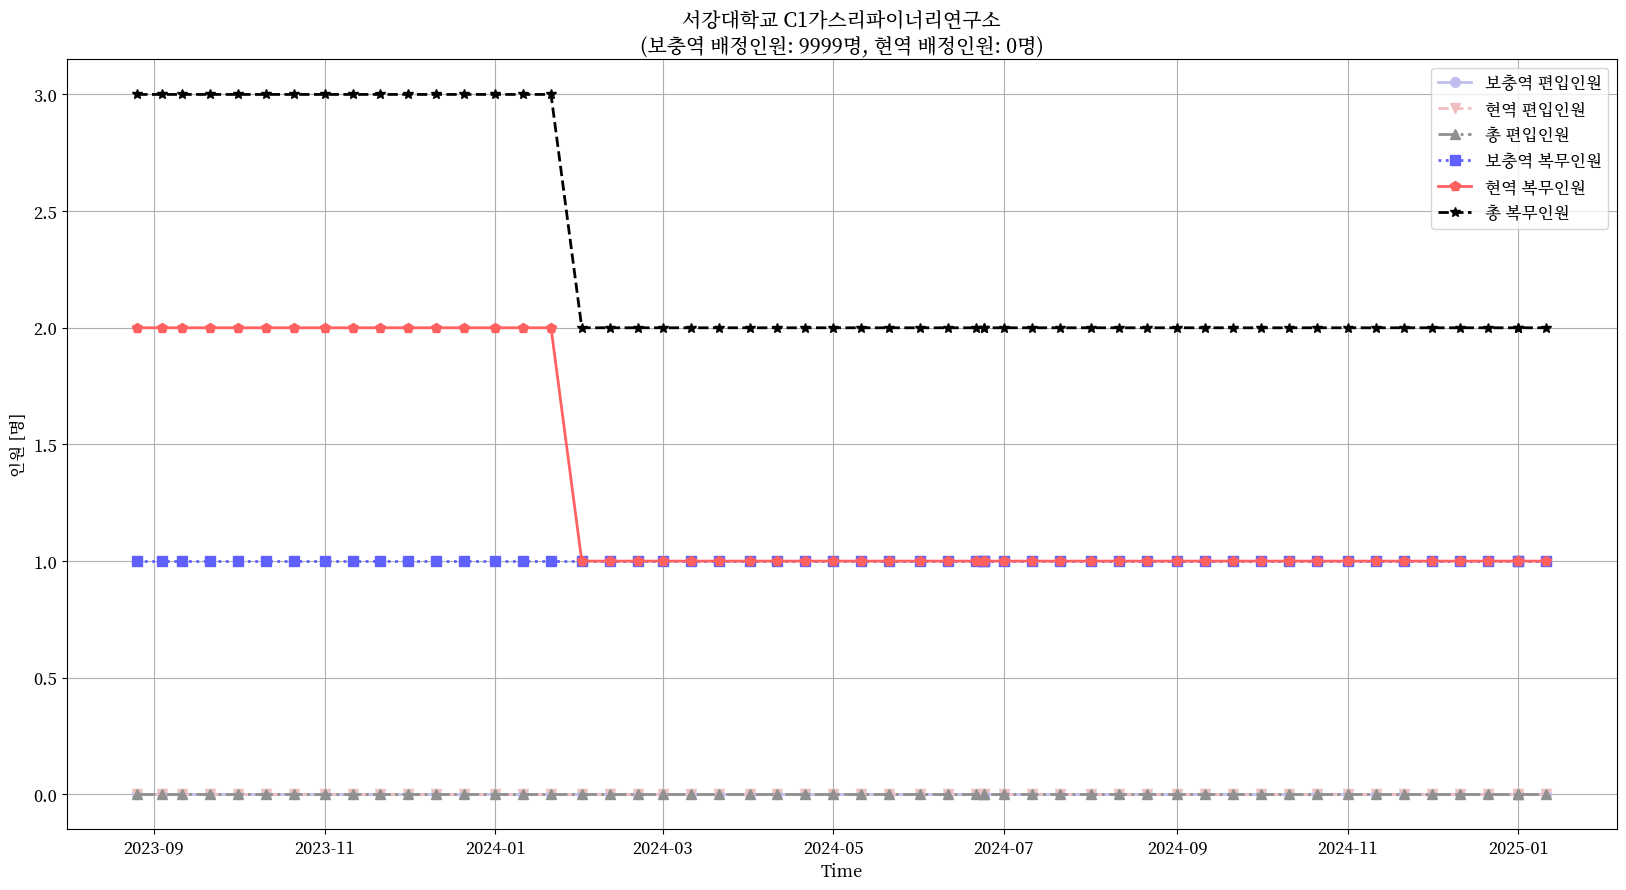 서강대학교 C1가스리파이너리연구소
(보충역 배정인원: 9999명, 현역 배정인원: 0명)
보충역 편입인원
현역 편입인원
총 편입인원
보충역 복무인원
현역 복무인원
총 복무인원
인원 [명]
3.0
2.5
2.0
1.5
1.0
0.5
0.0
2023-09
2023-11
2024-01
2024-03
2024-05
2024-07
2024-09
2024-11
2025-01
Time